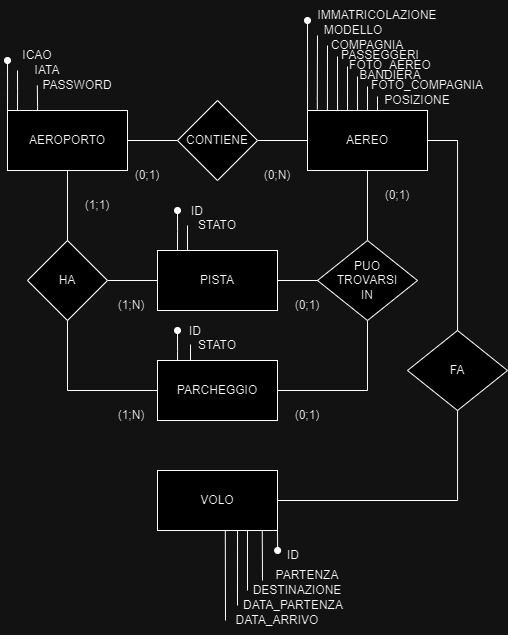 IMMATRICOLAZIONE
MODELLO
COMPAGNIA
PASSEGGERI
FOTO_AEREO
BANDIERA
FOTO_COMPAGNIA
POSIZIONE
ICAO
IATA
PASSWORD
AEROPORTO
CONTIENE
AEREO
(0;1)
(0;N)
(1;1)
(0;1)
ID
STATO
HA
PISTA
PUO
TROVARSI
IN
(1;N)
(0;1)
ID
STATO
PARCHEGGIO
FA
(1;N)
(0;1)
VOLO
ID
PARTENZA
DESTINAZIONE
DATA_PARTENZA
DATA_ARRIVO